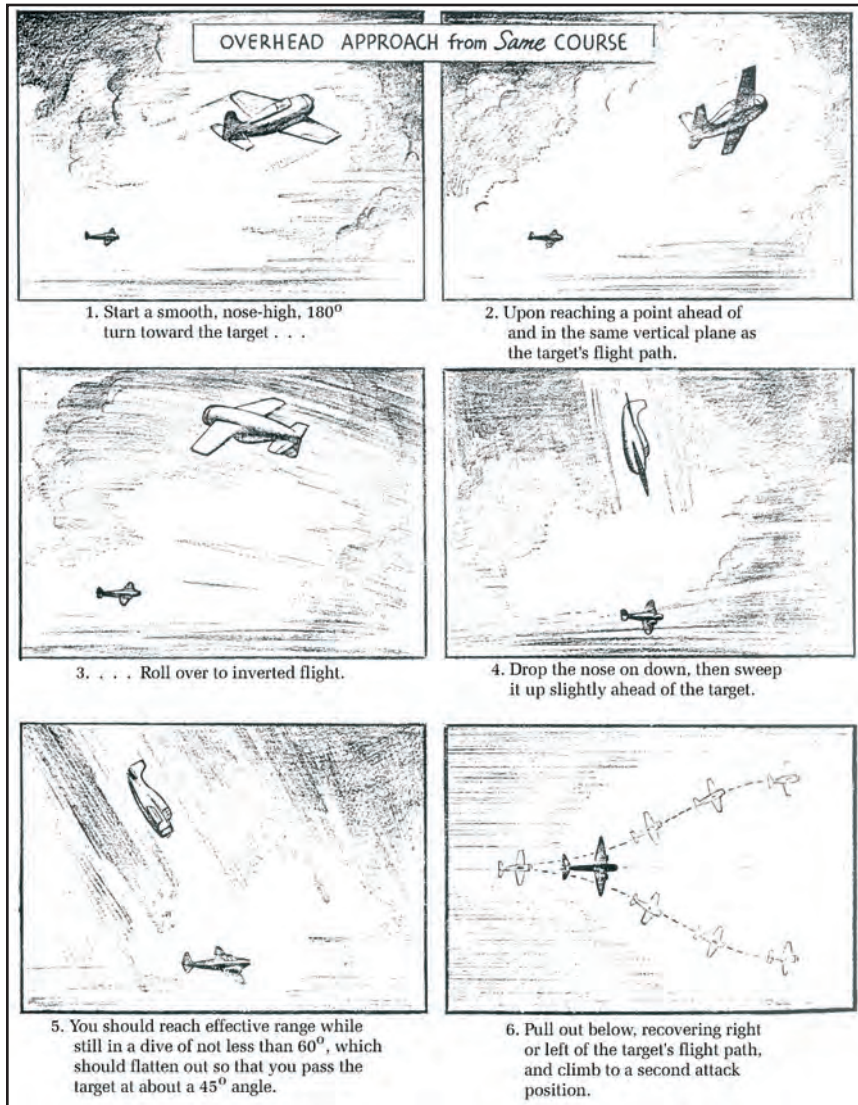 OVERHEAD APPROACH from Same COURSE
1. Start a smooth, nose-high, 180º
turn toward the target . . .
2. Upon reaching a point ahead of
and in the same vertical plane as
the target's flight path.
3. . . . Roll over to inverted flight.
4. Drop the nose on down, then sweep
it up slightly ahead of the target.
5. You should reach effective range while
still in a dive of not less than 60º, which
should flatten out so that you pass the
target at about a 45º angle.
6. Pull out below, recovering right
or left of the target's flight path,
and climb to a second attack
position.